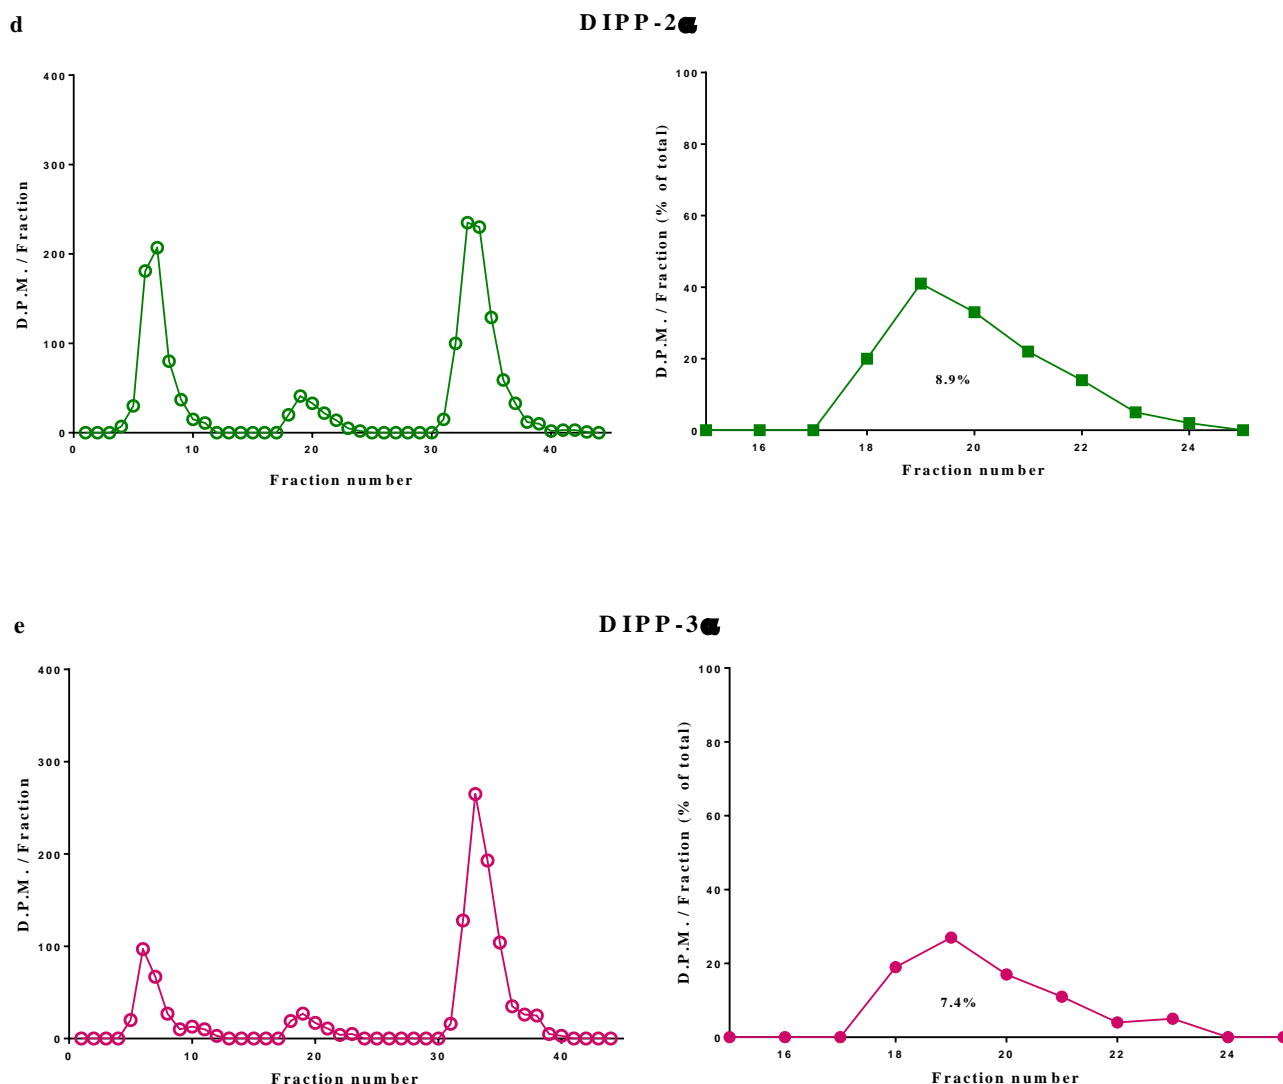 d
DIPP-2α
400
300
200
100
0
D.P.M. / Fraction
0 10 20 30 40
Fraction number
100
80
60
40
20
0
D.P.M. / Fraction (% of total)
8.9%
16 18 20 22 24
Fraction number
e
DIPP-3α
400
300
200
100
0
D.P.M. / Fraction
0 10 20 30 40
Fraction number
100
80
60
40
20
0
D.P.M. / Fraction (% of total)
7.4%
16 18 20 22 24
Fraction number